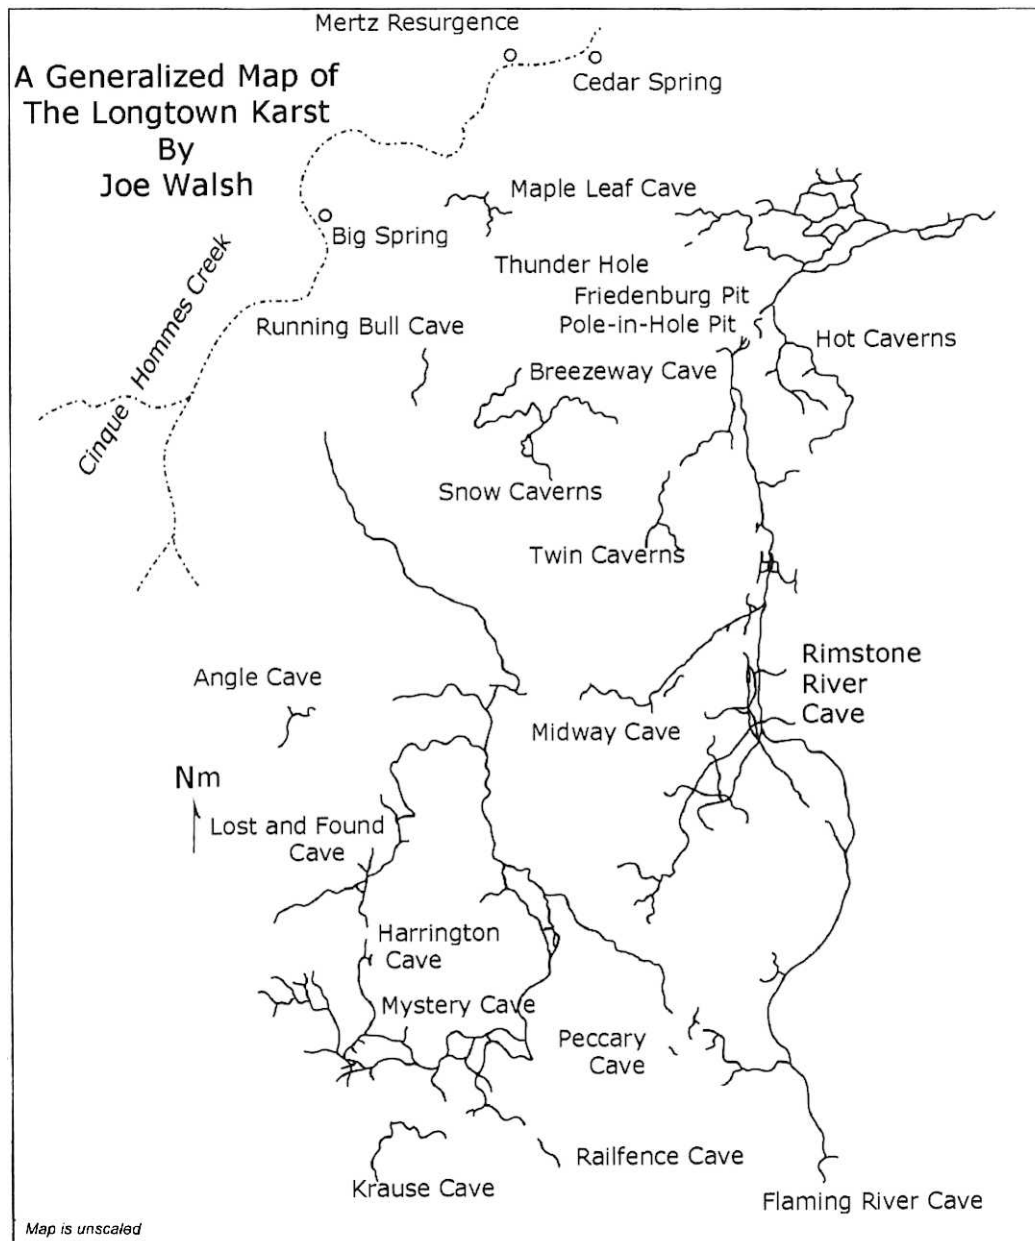 Mertz Resurgence
A Generalized Map of
The Longtown Karst
By
Joe Walsh
Cedar Spring
Maple Leaf Cave
Big Spring
Thunder Hole
Friedenburg Pit
Pole-in-Hole Pit
Cinque Hommes Creek
Running Bull Cave
Hot Caverns
Breezeway Cave
Snow Caverns
Twin Caverns
Rimstone
River
Cave
Angle Cave
Midway Cave
Nm
Lost and Found
Cave
Harrington
Cave
Mystery Cave
Peccary
Cave
Railfence Cave
Krause Cave
Flaming River Cave
Map is unscaled